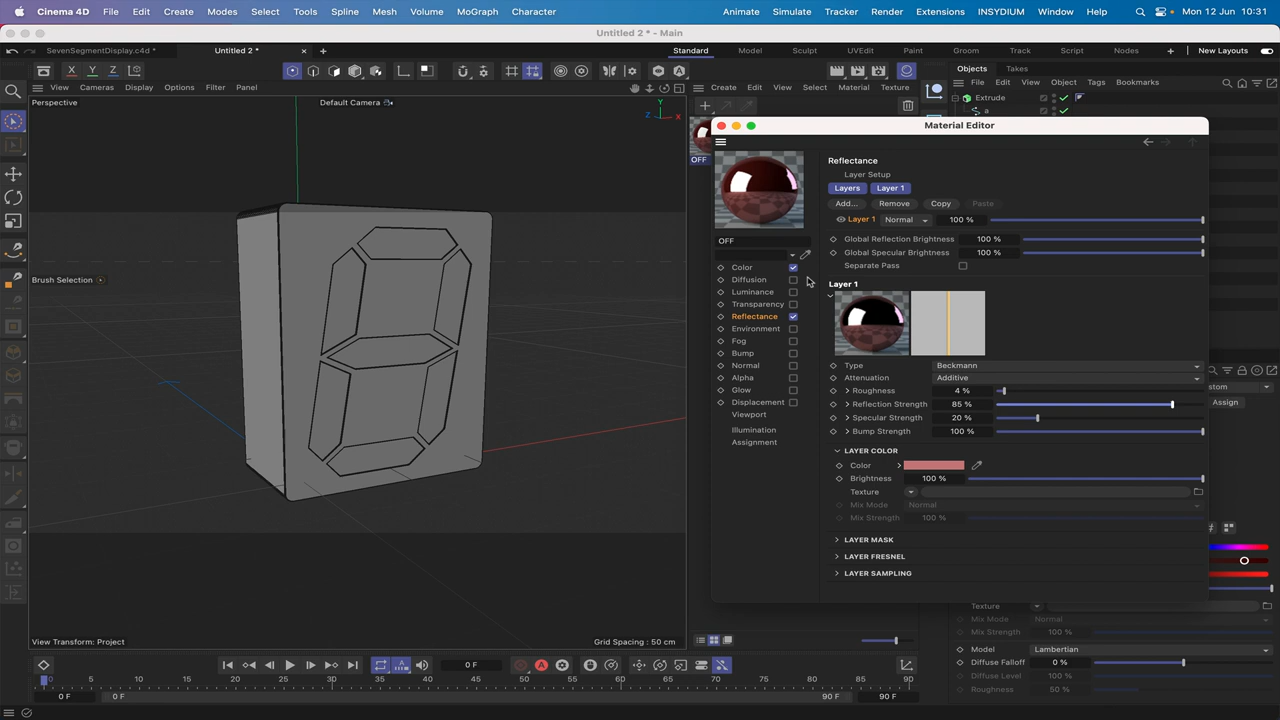 Cinema 4D File Edit Create Modes Select Tools Spline Mesh Volume MoGraph Character Animate Simulate Tracker Render Extensions INSYDIUM Window Help Mon 12 Jun 10:31
Untitled 2 * - Main
SevenSegmentDisplay.c4d * Untitled 2 * Standard Model Sculpt UVEdit Paint Groom Track Script Nodes New Layouts
X Y Z
Objects Takes
View Cameras Display Options Filter Panel Create Edit View Select Material Texture File Edit View Object Tags Bookmarks
Perspective Default Camera Y X Z
Extrude
a
Material Editor
OFF
Reflectance
Layer Setup
Layers Layer 1
Add... Remove Copy Paste
Layer 1 Normal 100 %
OFF
Global Reflection Brightness 100 %
Global Specular Brightness 100 %
Separate Pass
Color
Diffusion
Luminance
Transparency
Reflectance
Environment
Fog
Bump
Normal
Alpha
Glow
Displacement
Viewport
Illumination
Assignment
Brush Selection
Layer 1
Type Beckmann
Attenuation Additive
Roughness 4 %
Reflection Strength 85 %
Specular Strength 20 %
Bump Strength 100 %
stom
Assign
LAYER COLOR
Color
Brightness 100 %
Texture
Mix Mode Normal
Mix Strength 100 %
LAYER MASK
LAYER FRESNEL
LAYER SAMPLING
Texture
Mix Mode Normal
Mix Strength 100 %
View Transform: Project Grid Spacing : 50 cm
Model Lambertian
Diffuse Falloff 0 %
Diffuse Level 100 %
Roughness 50 %
0 F
0 5 10 15 20 25 30 35 40 45 50 55 60 65 70 75 80 85 90
0 F 0 F 90 F 90 F